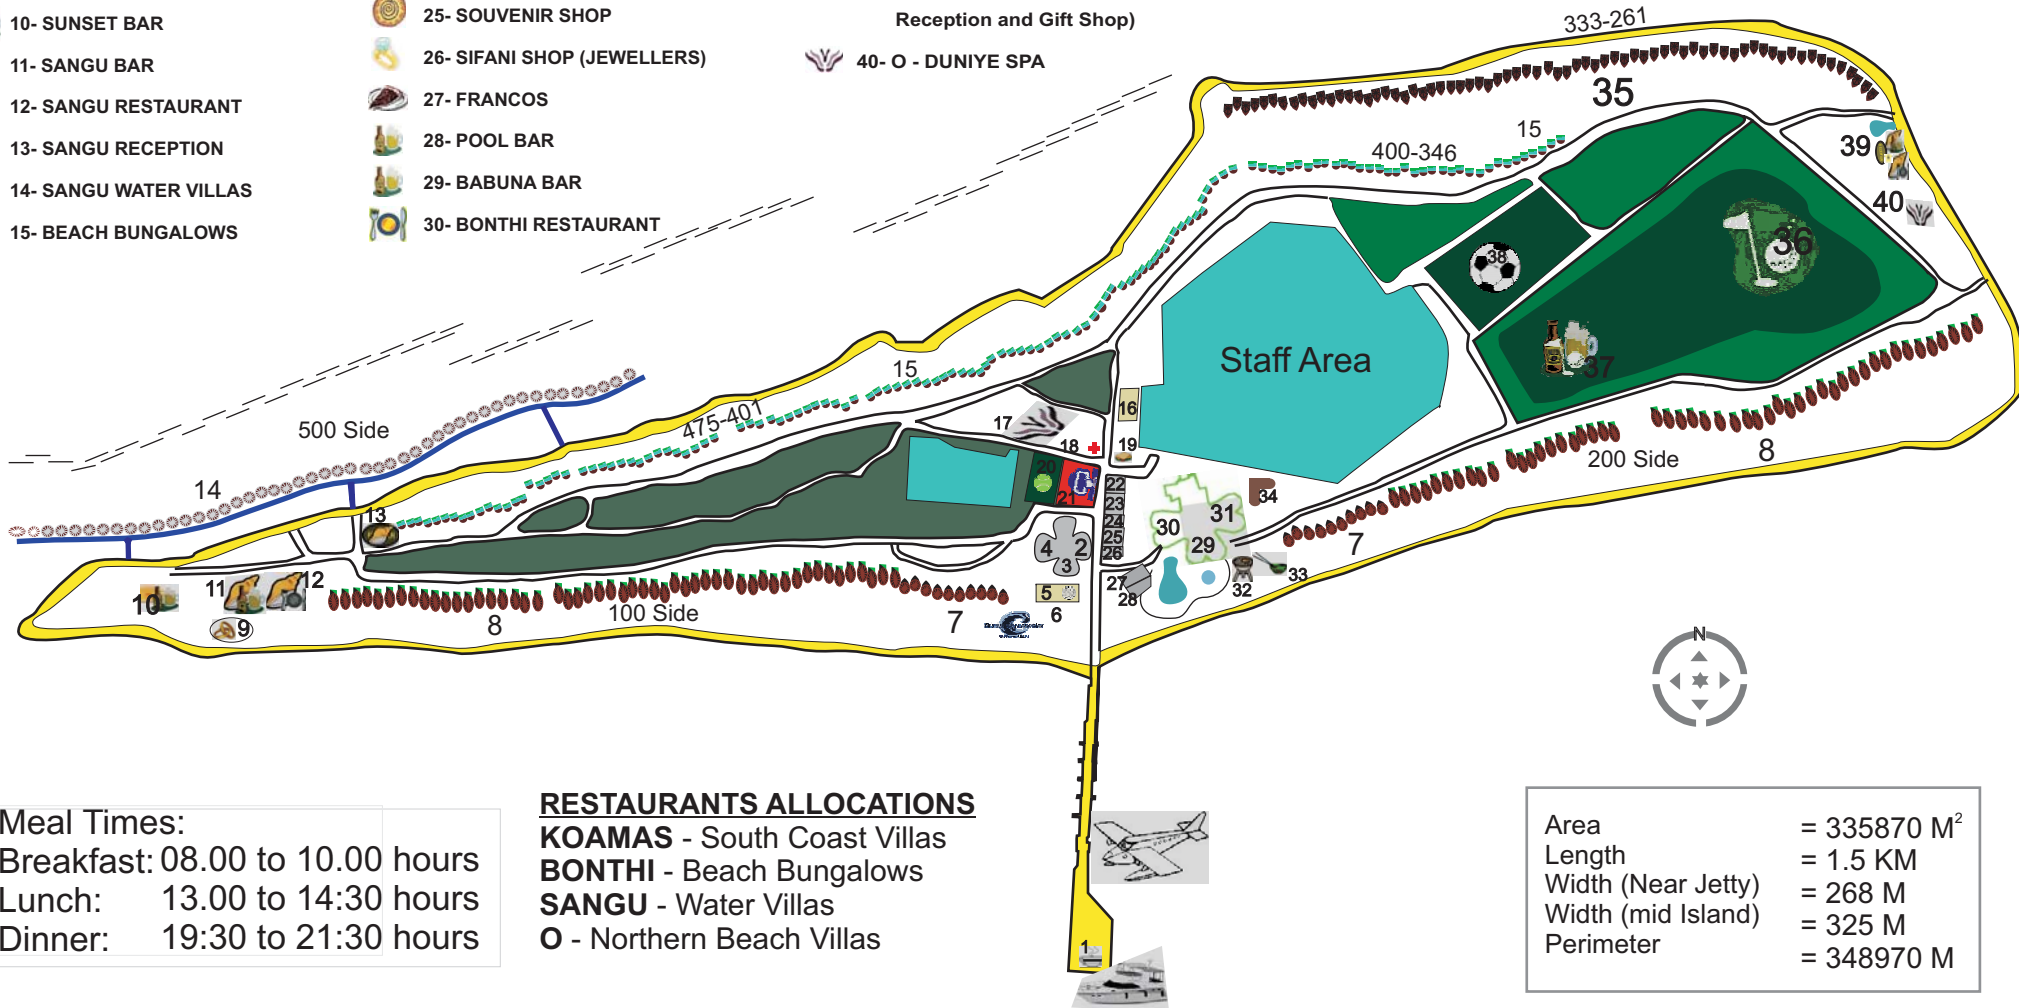 10- SUNSET BAR
11- SANGU BAR
12- SANGU RESTAURANT
13- SANGU RECEPTION
14- SANGU WATER VILLAS
15- BEACH BUNGALOWS
25- SOUVENIR SHOP
26- SIFANI SHOP (JEWELLERS)
27- FRANCOS
28- POOL BAR
29- BABUNA BAR
30- BONTHI RESTAURANT
Reception and Gift Shop)
40- O - DUNIYE SPA
333-261
35
15
400-346
39
40
36
38
37
Staff Area
15
475-401
500 Side
14
13
17
16
18
19
20
21
22
23
24
25
26
34
31
30
29
4
2
3
200 Side
8
7
11
12
10
9
8
100 Side
7
5
6
27
28
32
33
N
1
Meal Times:
Breakfast: 08.00 to 10.00 hours
Lunch: 13.00 to 14:30 hours
Dinner: 19:30 to 21:30 hours
RESTAURANTS ALLOCATIONS
KOAMAS - South Coast Villas
BONTHI - Beach Bungalows
SANGU - Water Villas
O - Northern Beach Villas
Area = 335870 M²
Length = 1.5 KM
Width (Near Jetty) = 268 M
Width (mid Island) = 325 M
Perimeter = 348970 M